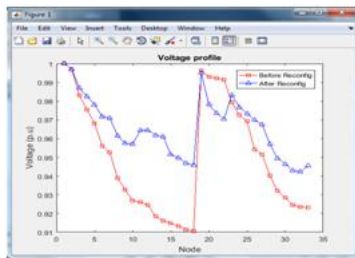 Figure 1
File Edit View Insert Tools Desktop Window Help
Voltage profile
Before Reconfig
After Reconfig
1
0.99
0.98
0.97
0.96
0.95
0.94
0.93
0.92
0.91
Voltage (p.u)
0 5 10 15 20 25 30 35
Node